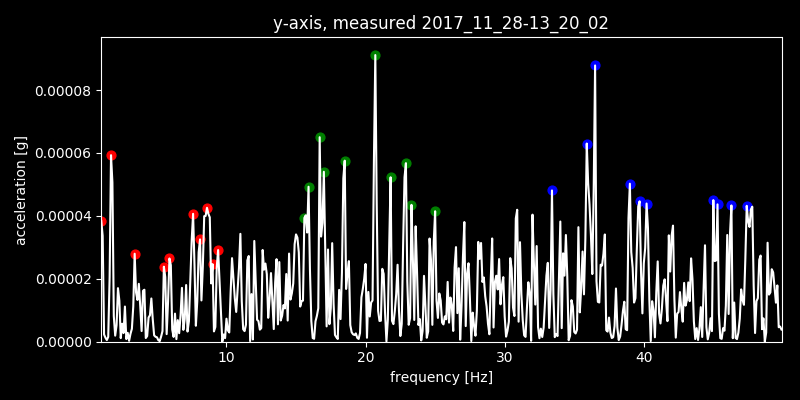 y-axis, measured 2017_11_28-13_20_02
acceleration [g]
0.00008
0.00006
0.00004
0.00002
0.00000
10 20 30 40
frequency [Hz]